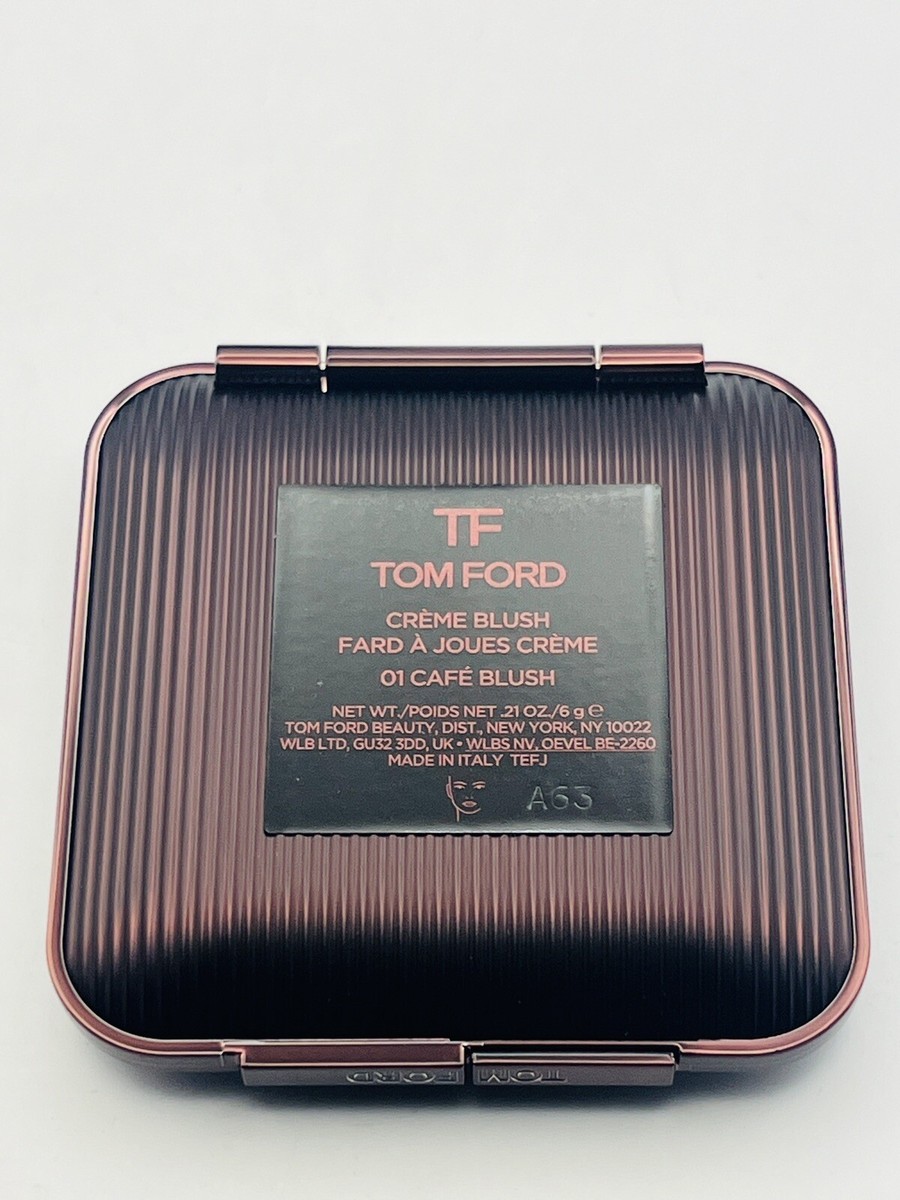 TF
TOM FORD
CRÈME BLUSH
FARD À JOUES CRÈME
01 CAFÉ BLUSH
NET WT./POIDS NET .21 OZ./6 g ℮
TOM FORD BEAUTY, DIST., NEW YORK, NY 10022
WLB LTD, GU32 3DD, UK • WLBS NV, OEVEL BE-2260
MADE IN ITALY TEFJ
A63
TOM FORD